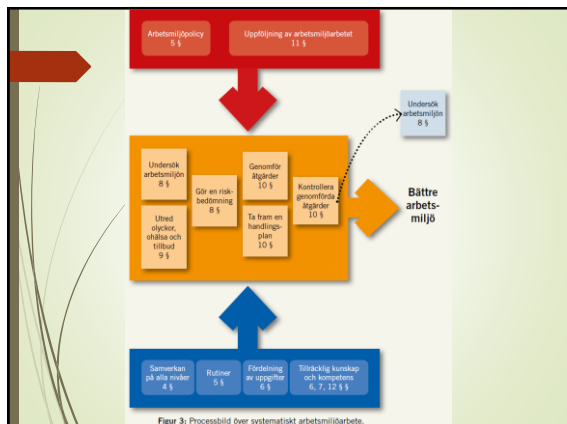 Arbetsmiljöpolicy
5 §
Uppföljning av arbetsmiljöarbetet
11 §
Undersök
arbetsmiljön
8 §
Undersök
arbetsmiljön
8 §
Utred
olyckor,
ohälsa och
tillbud
9 §
Gör en risk-
bedömning
8 §
Genomför
åtgärder
10 §
Ta fram en
handlings-
plan
10 §
Kontrollera
genomförda
åtgärder
10 §
Bättre
arbets-
miljö
Samverkan
på alla nivåer
4 §
Rutiner
5 §
Fördelning
av uppgifter
6 §
Tillräcklig kunskap
och kompetens
6, 7, 12 § §
Figur 3: Processbild över systematiskt arbetsmiljöarbete.